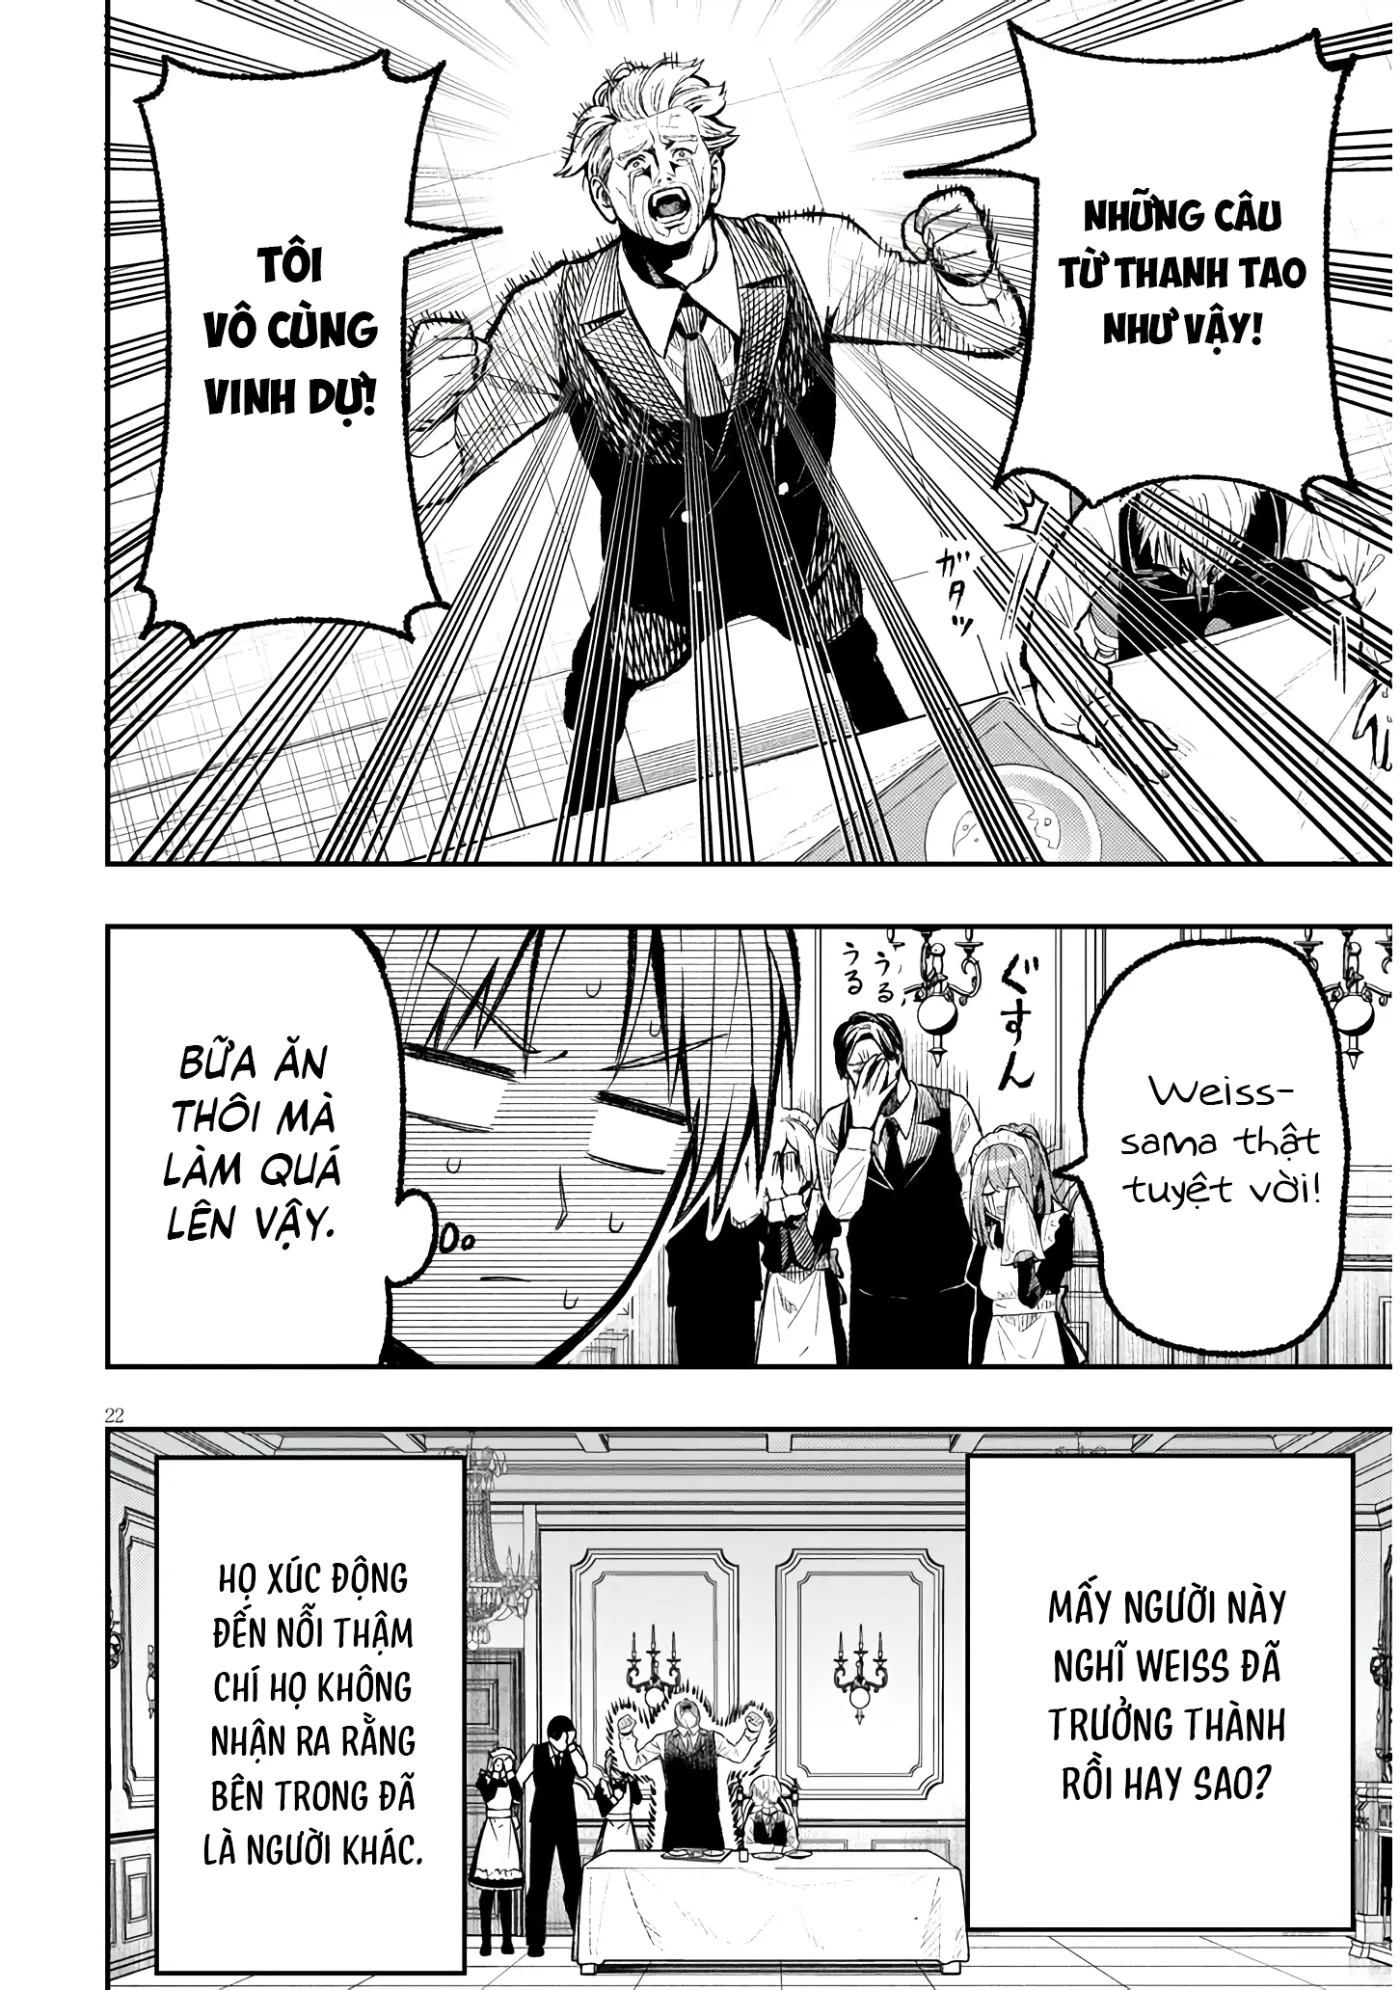 NHỮNG CÂU
TỪ THANH TAO
NHƯ VẬY!
TÔI
VÔ CÙNG
VINH DỰ!
ガタッ
Weiss-
sama thật
tuyệt vời!
ぐすん
うる
うる
BỮA ĂN
THÔI MÀ
LÀM QUÁ
LÊN VẬY.
22
MẤY NGƯỜI NÀY
NGHĨ WEISS ĐÃ
TRƯỞNG THÀNH
RỒI HAY SAO?
HỌ XÚC ĐỘNG
ĐẾN NỖI THẬM
CHÍ HỌ KHÔNG
NHẬN RA RẰNG
BÊN TRONG ĐÃ
LÀ NGƯỜI KHÁC.